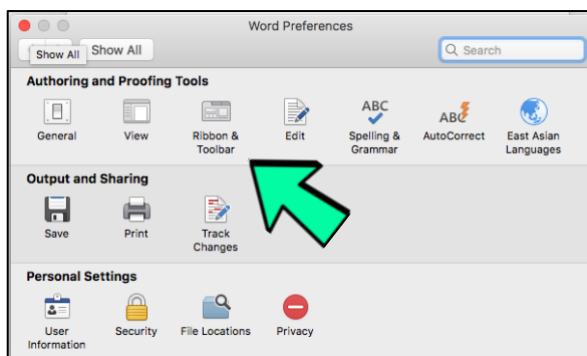 Word Preferences
Show All
Show All
Search
Authoring and Proofing Tools
ABC
ABC
General
View
Ribbon &
Toolbar
Edit
Spelling &
Grammar
AutoCorrect
East Asian
Languages
Output and Sharing
Save
Print
Track
Changes
Personal Settings
User
Information
Security
File Locations
Privacy